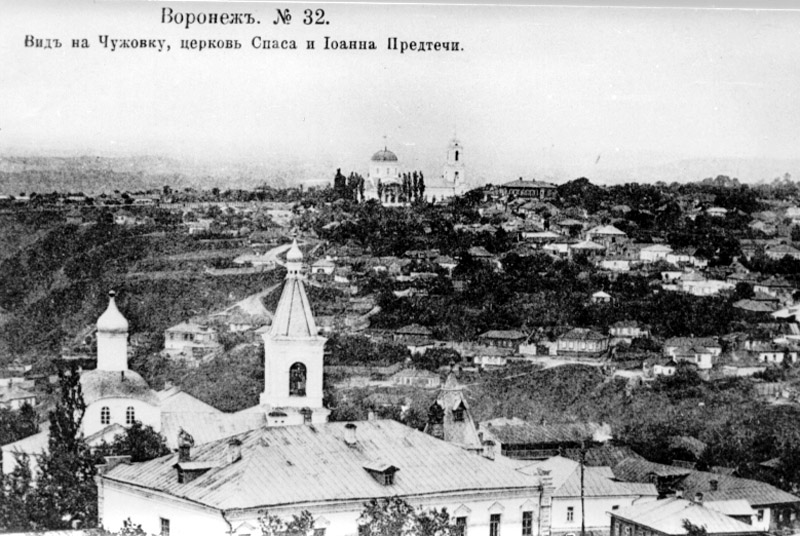 Воронежъ. № 32.
Видъ на Чужовку, церковь Спаса и Іоанна Предтечи.